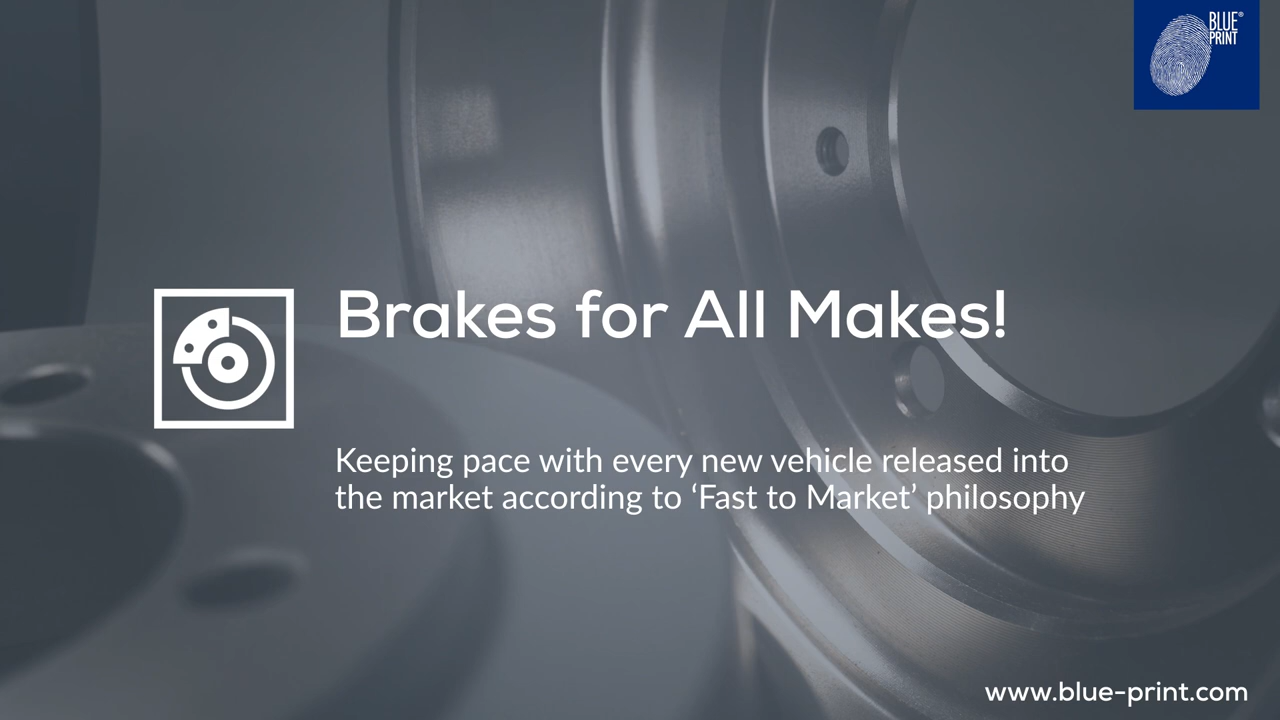 BLUE®
PRINT
Brakes for All Makes!
Keeping pace with every new vehicle released into
the market according to ‘Fast to Market’ philosophy
www.blue-print.com